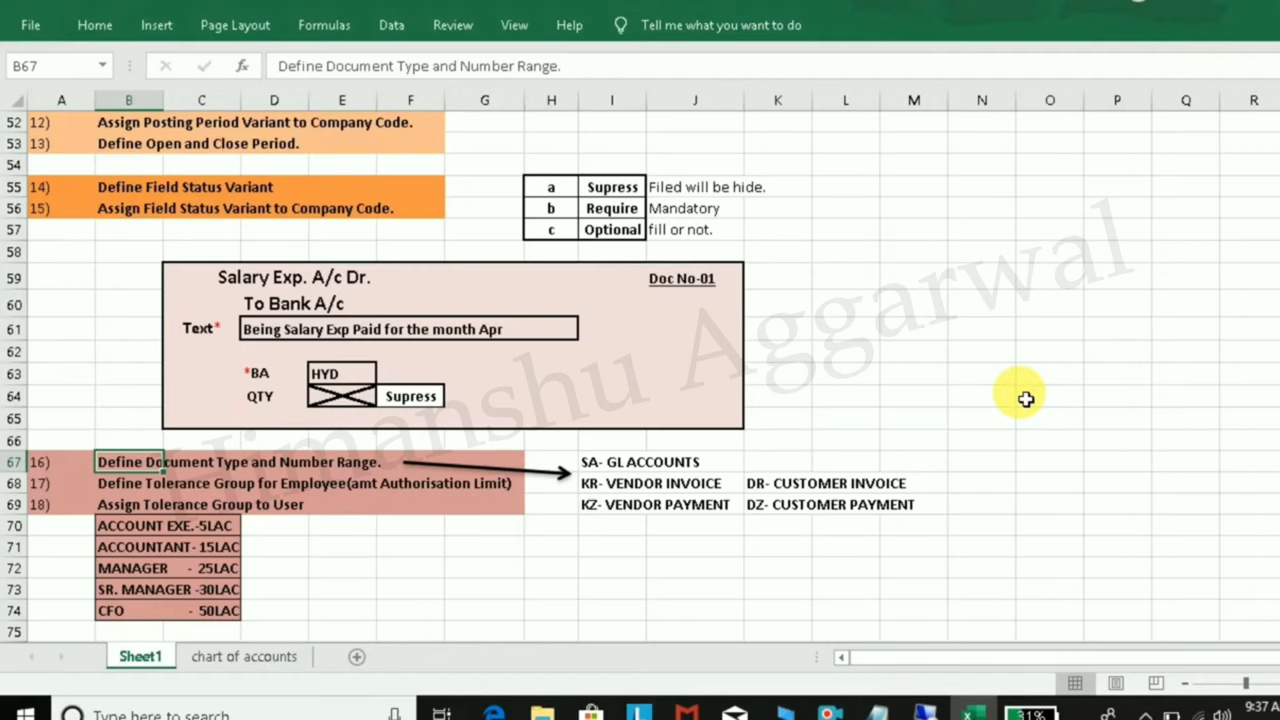 File Home Insert Page Layout Formulas Data Review View Help Tell me what you want to do
B67 fx Define Document Type and Number Range.
A B C D E F G H I J K L M N O P Q R
52 12) Assign Posting Period Variant to Company Code.
53 13) Define Open and Close Period.
54
55 14) Define Field Status Variant a Supress Filed will be hide.
56 15) Assign Field Status Variant to Company Code. b Require Mandatory
57 c Optional fill or not.
58
59 Salary Exp. A/c Dr. Doc No-01
60 To Bank A/c
61 Text* Being Salary Exp Paid for the month Apr
62
63 *BA HYD
64 QTY Supress
65
66
67 16) Define Document Type and Number Range. SA- GL ACCOUNTS
68 17) Define Tolerance Group for Employee(amt Authorisation Limit) KR- VENDOR INVOICE DR- CUSTOMER INVOICE
69 18) Assign Tolerance Group to User KZ- VENDOR PAYMENT DZ- CUSTOMER PAYMENT
70 ACCOUNT EXE.-5LAC
71 ACCOUNTANT- 15LAC
72 MANAGER - 25LAC
73 SR. MANAGER -30LAC
74 CFO - 50LAC
75
Himanshu Aggarwal
Sheet1 chart of accounts
Type here to search 31% 9:37 A